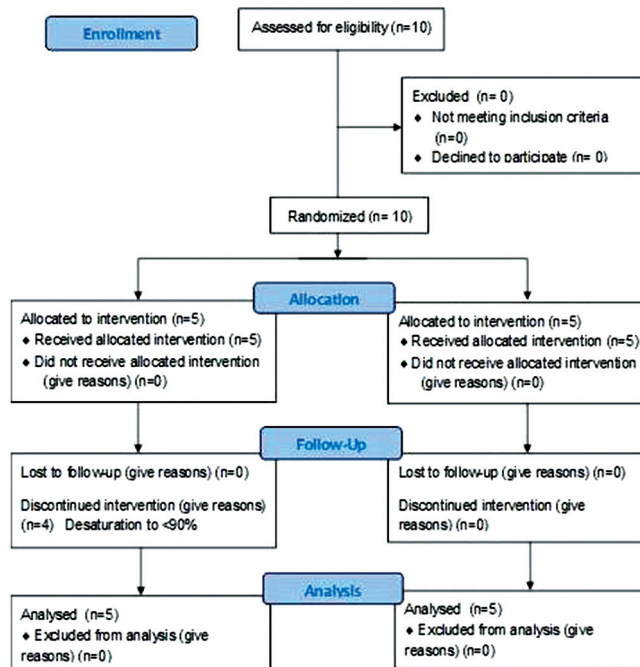 Enrollment
Assessed for eligibility (n=10)
Excluded (n= 0)
♦ Not meeting inclusion criteria
(n=0)
♦ Declined to participate (n= 0)
Randomized (n= 10)
Allocation
Allocated to intervention (n=5)
♦ Received allocated intervention (n=5)
♦ Did not receive allocated intervention
(give reasons) (n=0)
Allocated to intervention (n=5)
♦ Received allocated intervention (n=5)
♦ Did not receive allocated intervention
(give reasons) (n=0)
Follow-Up
Lost to follow-up (give reasons) (n=0)
Discontinued intervention (give reasons)
(n=4) Desaturation to <90%
Lost to follow-up (give reasons) (n=0)
Discontinued intervention (give
reasons) (n=0)
Analysis
Analysed (n=5)
♦ Excluded from analysis (give
reasons) (n=0)
Analysed (n=5)
♦ Excluded from analysis (give
reasons) (n=0)